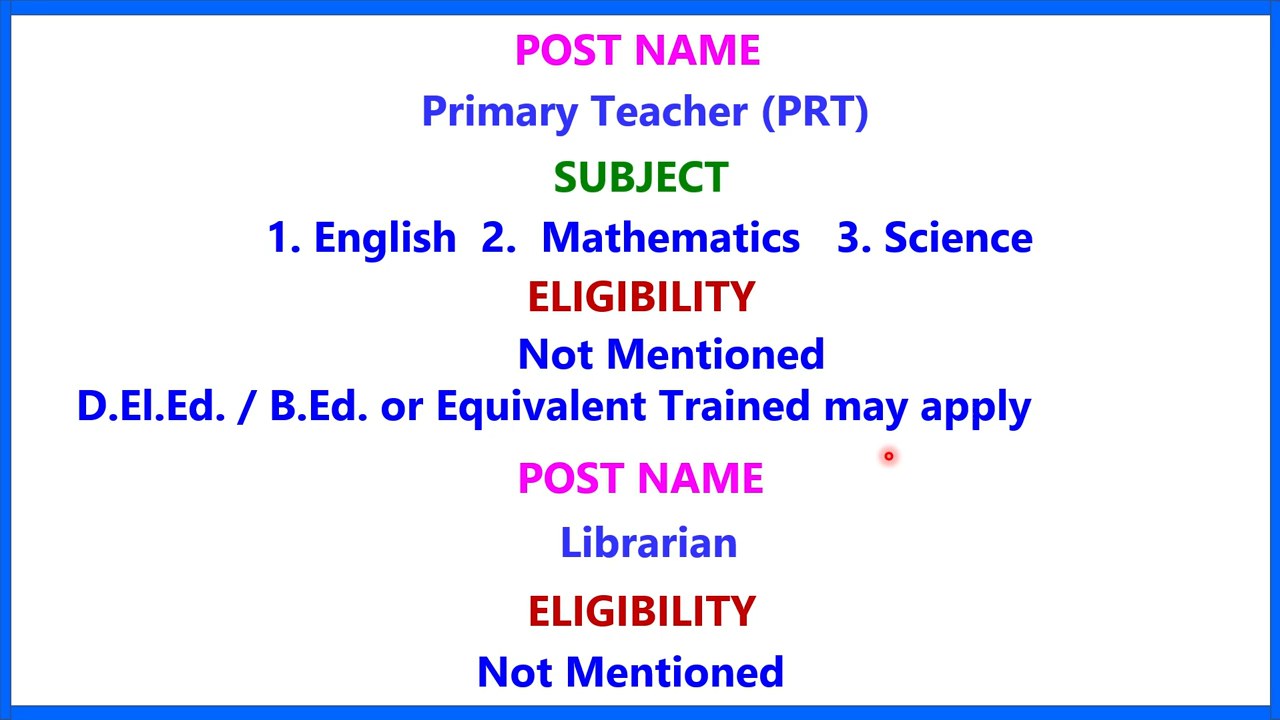 POST NAME
Primary Teacher (PRT)
SUBJECT
1. English 2. Mathematics 3. Science
ELIGIBILITY
Not Mentioned
D.El.Ed. / B.Ed. or Equivalent Trained may apply
POST NAME
Librarian
ELIGIBILITY
Not Mentioned